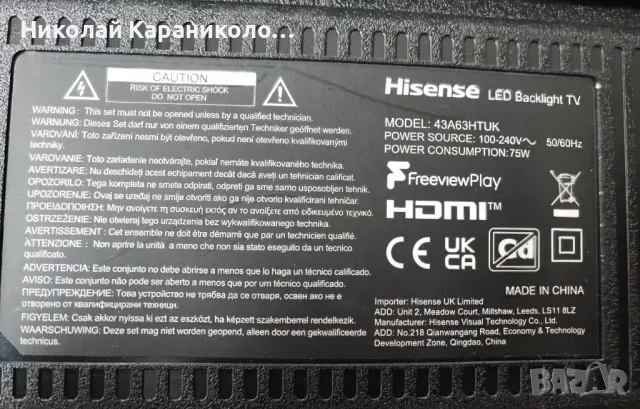 Николай Караниколо...
CAUTION
RISK OF ELECTRIC SHOCK
DO NOT OPEN
WARNING: This set must not be opened unless by a qualified technician.
WARNUNG: Dieses Set darf nur von einem qualifizierten Techniker geöffnet werden.
VAROVÁNÍ: Toto zařízení nesmí být otevřeno, pokud není otevřeno kvalifikovanými
techniky.
VAROVANIE: Toto zariadenie neotvárajte, pokiaľ nemáte kvalifikovaného technika.
AVERTIZARE: Nu deschideți acest echipament decât dacă aveți un tehnician calificat.
OPOZORILO: Tega kompleta ne smete odpirati, odpreti ga sme samo usposobljen tehnik.
UPOZORENJE: Ovaj se uređaj ne smije otvarati ako ga nije otvorio kvalificirani tehničar.
ΠΡΟΕΙΔΟΠΟΙΗΣΗ: Μην ανοίγετε τη συσκευή εκτός αν το ανοίξετε από ειδικευμένο τεχνικό.
OSTRZEŻENIE: Nie otwieraj tego urządzenia bez wykwalifikowanego technika.
AVERTISSEMENT : Cet ensemble ne doit être démarré que par un technicien qualifié.
ATTENZIONE : Non aprire la unità a meno che non sia stato eseguito da un tecnico
qualificato.
ADVERTENCIA: Este conjunto no debe abrirse a menos que lo haga un técnico calificado.
AVISO: Este conjunto não pode ser aberto a menos que por um técnico qualificado.
ПРЕДУПРЕЖДЕНИЕ: Това устройство не трябва да се отваря, освен ако не е
отворено от квалифицирани техници.
FIGYELEM: Csak akkor nyissa ki ezt az eszközt, ha képzett szakemberrel rendelkezik.
WAARSCHUWING: Deze set mag niet worden geopend, alleen door een gekwalificeerde
technicus.
Hisense LED Backlight TV
MODEL: 43A63HTUK
POWER SOURCE: 100-240V~ 50/60Hz
POWER CONSUMPTION: 75W
FreeviewPlay
HDMI™
CE UK
CA Cd
MADE IN CHINA
Importer: Hisense UK Limited
ADD: Unit 2, Meadow Court, Millshaw, Leeds, LS11 8LZ
Manufacturer: Hisense Visual Technology Co., Ltd.
ADD: No.218 Qianwangang Road, Economy & Technology
Development Zone, Qingdao, China
BAZAR